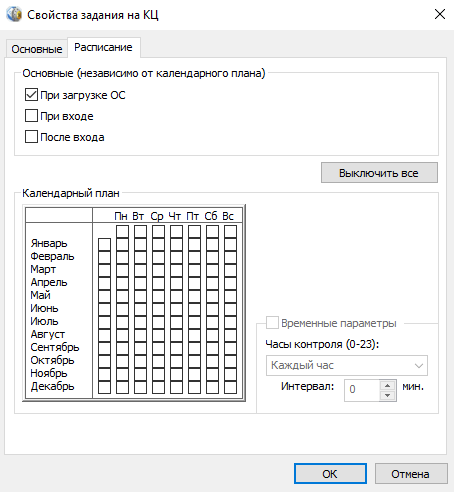 Свойства задания на КЦ
Основные Расписание
Основные (независимо от календарного плана)
При загрузке ОС
При входе
После входа
Выключить все
Календарный план
Пн Вт Ср Чт Пт Сб Вс
Январь
Февраль
Март
Апрель
Май
Июнь
Июль
Август
Сентябрь
Октябрь
Ноябрь
Декабрь
Временные параметры
Часы контроля (0-23):
Каждый час
Интервал: 0 мин.
ОК Отмена